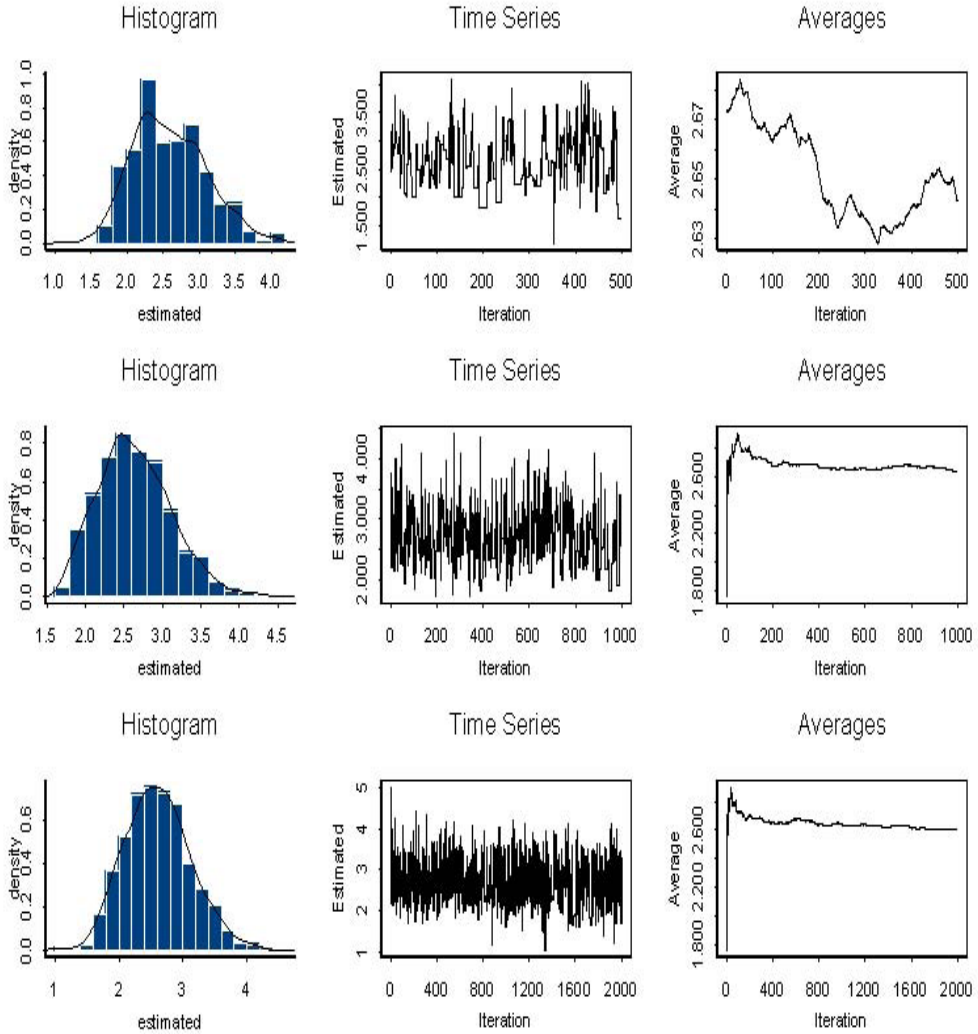 Histogram Time Series Averages
density
0.0 0.2 0.4 0.6 0.8 1.0
1.0 1.5 2.0 2.5 3.0 3.5 4.0
estimated
Estimated
1.500 2.500 3.500
0 100 200 300 400 500
Iteration
Average
2.63 2.65 2.67
0 100 200 300 400 500
Iteration
Histogram Time Series Averages
density
0.0 0.2 0.4 0.6 0.8
1.5 2.0 2.5 3.0 3.5 4.0 4.5
estimated
Estimated
2.000 3.000 4.000
0 200 400 600 800 1000
Iteration
Average
1.800 2.200 2.600
0 200 400 600 800 1000
Iteration
Histogram Time Series Averages
density
0.0 0.2 0.4 0.6
1 2 3 4
estimated
Estimated
1 2 3 4 5
0 400 800 1200 1600 2000
Iteration
Average
1.800 2.200 2.600
0 400 800 1200 1600 2000
Iteration